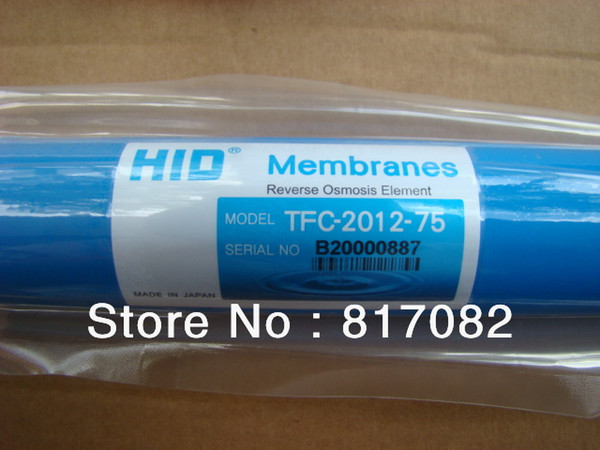 HID® Membranes
Reverse Osmosis Element
MODEL TFC-2012-75
SERIAL NO B20000887
MADE IN JAPAN
Store No : 817082